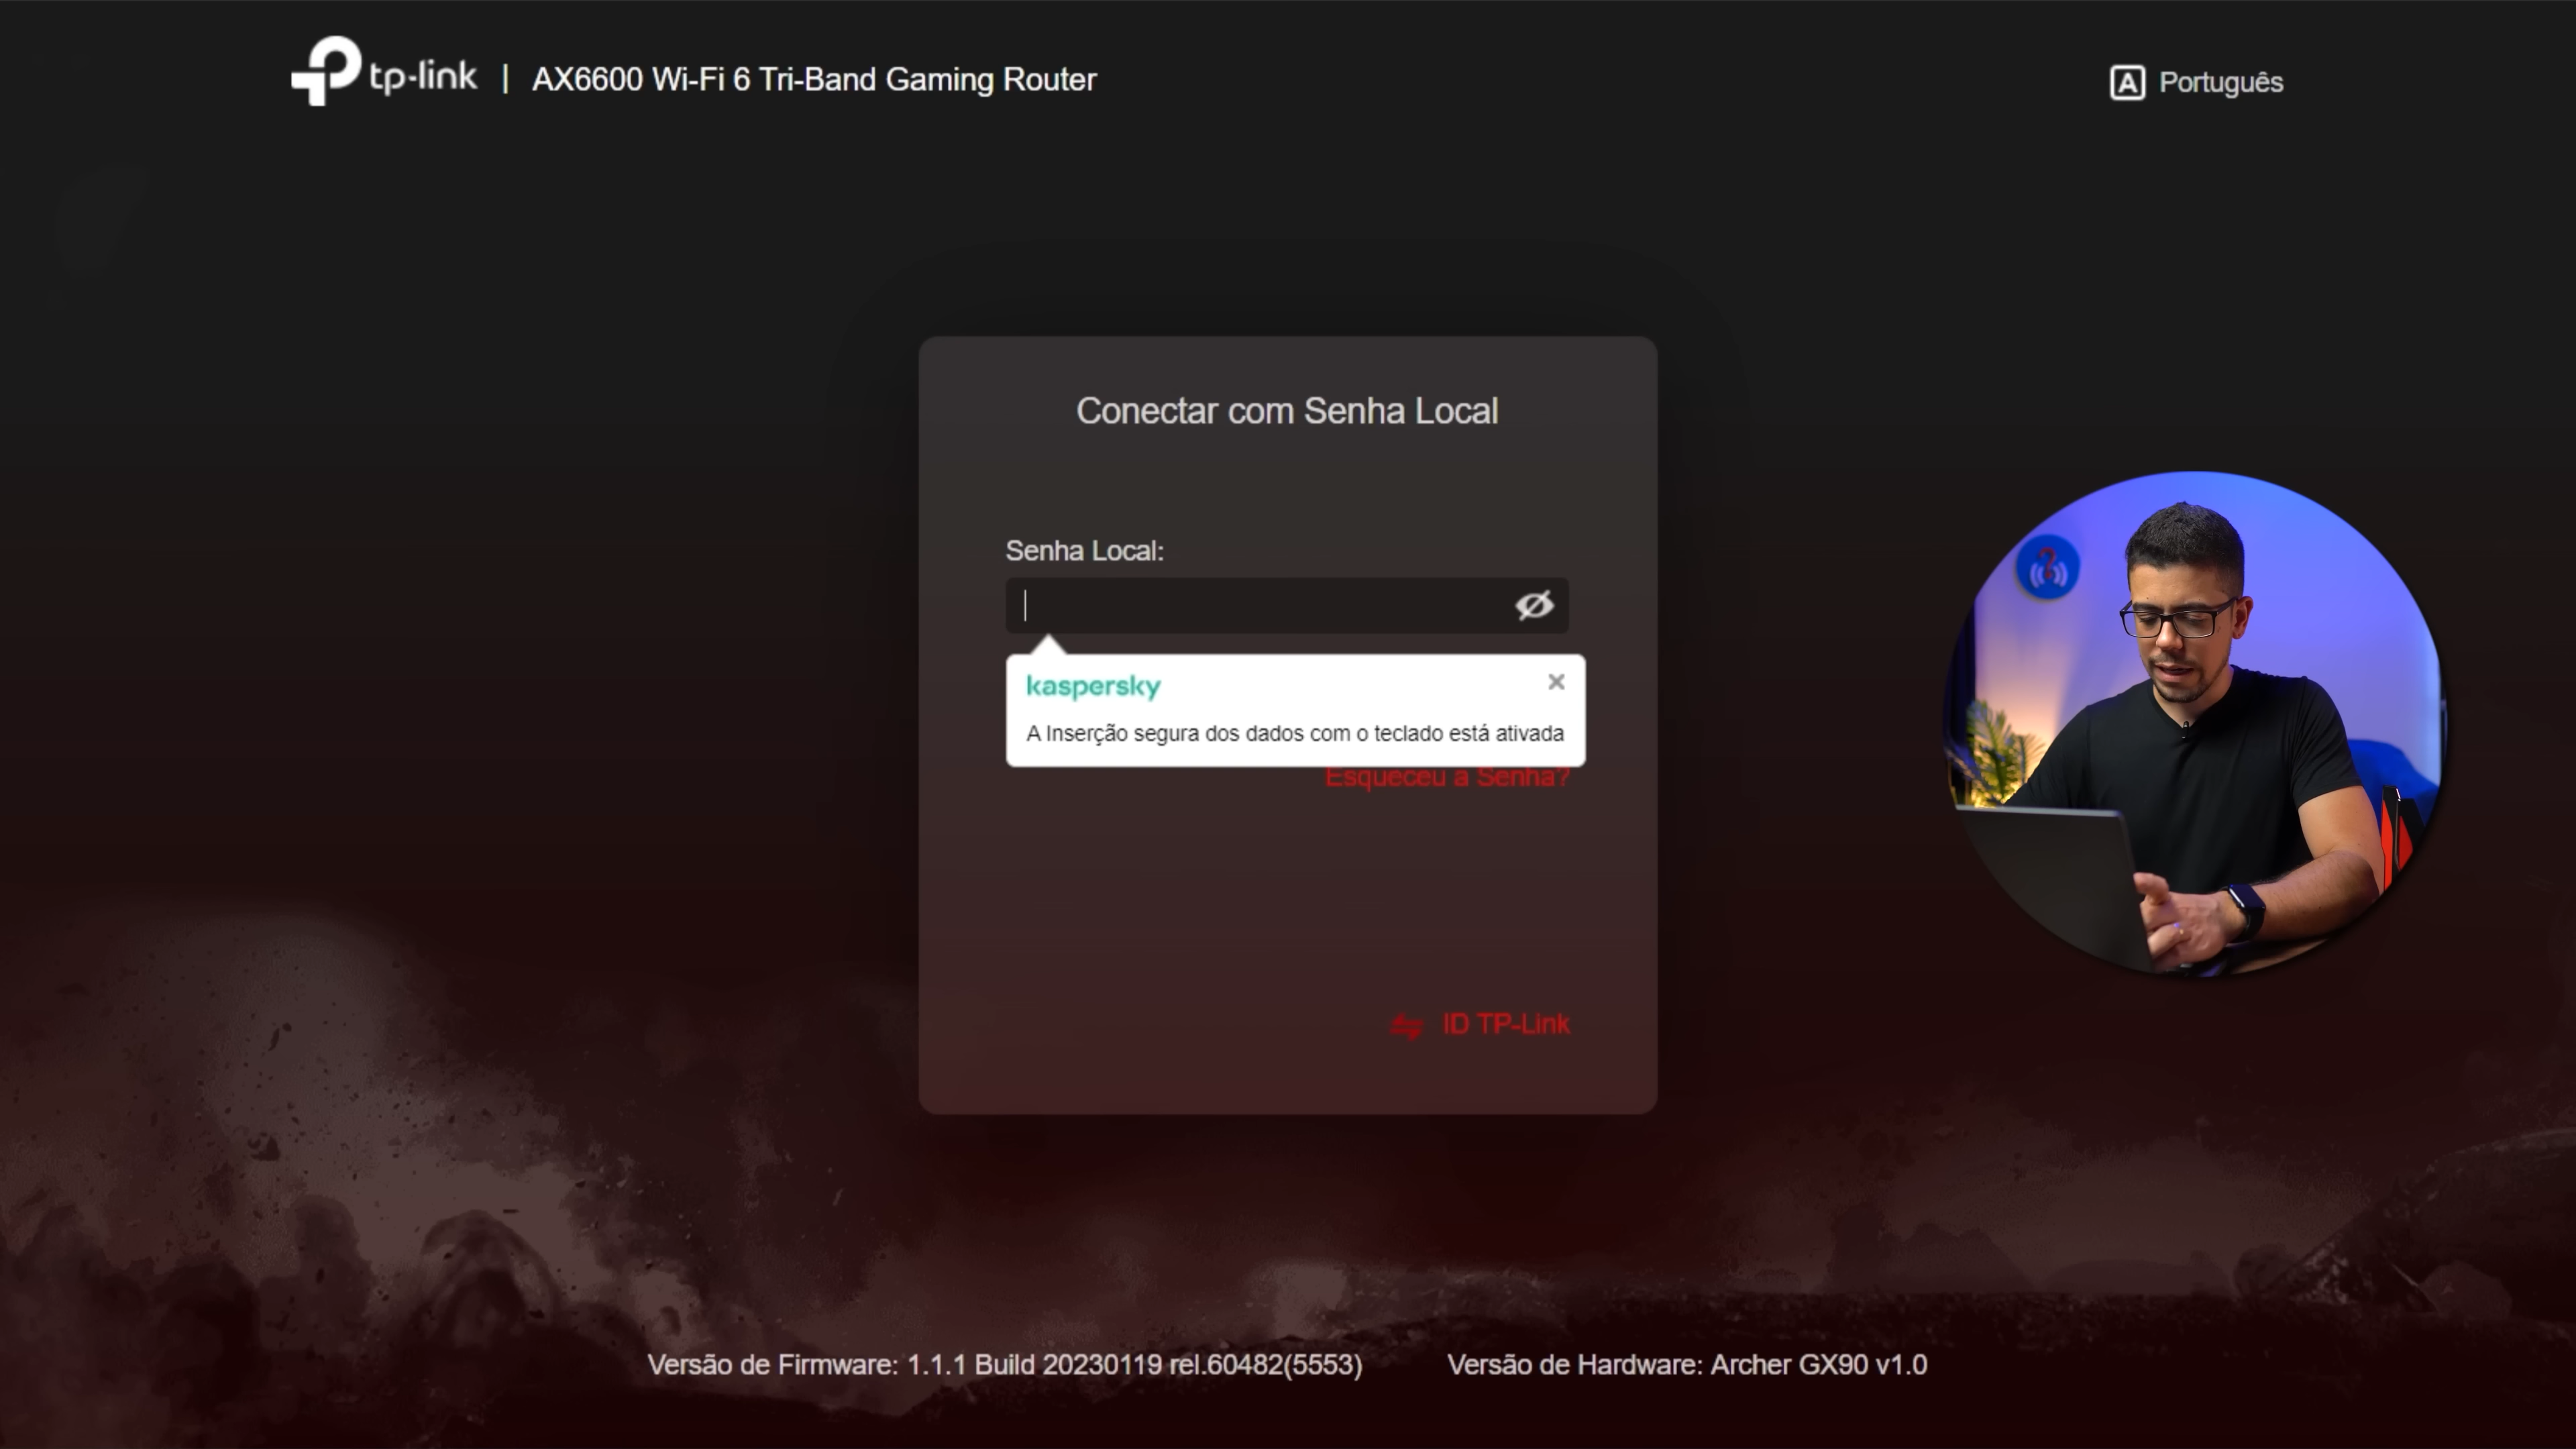 tp-link | AX6600 Wi-Fi 6 Tri-Band Gaming Router
A Português
Conectar com Senha Local
Senha Local:
kaspersky
A Inserção segura dos dados com o teclado está ativada
Esqueceu a Senha?
ID TP-Link
Versão de Firmware: 1.1.1 Build 20230119 rel.60482(5553)
Versão de Hardware: Archer GX90 v1.0